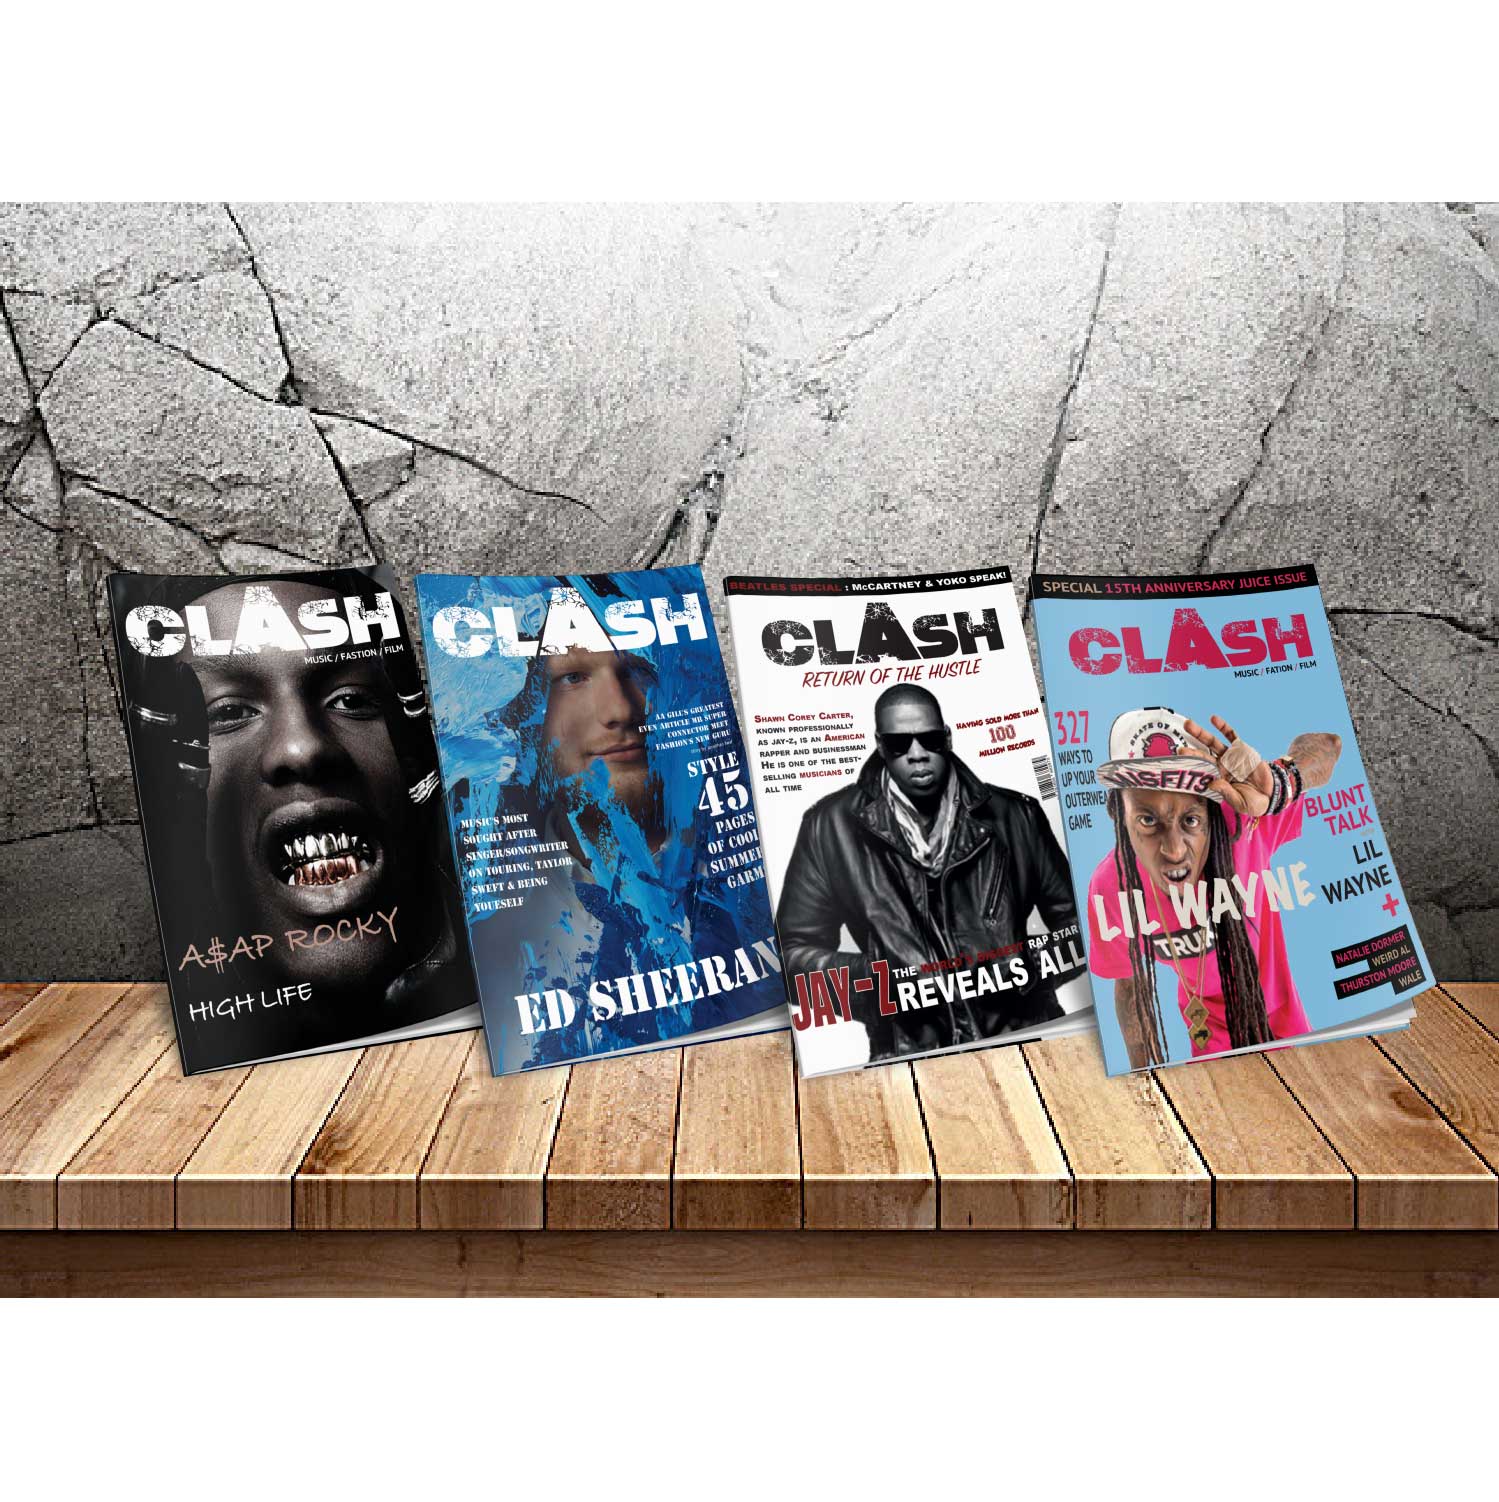 CLASH
MUSIC / FASTION / FILM
A$AP ROCKY
HIGH LIFE
CLASH
AA GILL'S GREATEST
EVEN ARTICLE MR SUPER
CONNECTOR MEET
FASHION'S NEW GURU
STYLE
45
PAGES
OF COOL
SUMMER
GARM
MUSIC'S MOST
SOUGHT AFTER
SINGER/SONGWRITER
ON TOURING, TAYLOR
SWEFT & BEING
YOUESELF
ED SHEERAN
BEATLES SPECIAL : McCARTNEY & YOKO SPEAK!
CLASH
RETURN OF THE HUSTLE
SHAWN COREY CARTER,
KNOWN PROFESSIONALLY
AS JAY-Z, IS AN AMERICAN
RAPPER AND BUSINESSMAN
HE IS ONE OF THE BEST-
SELLING MUSICIANS OF
ALL TIME
HAVING SOLD MORE THAN
100
MILLION RECORDS
JAY-Z THE WORLD'S BIGGEST RAP STAR
REVEALS ALL
SPECIAL 15TH ANNIVERSARY JUICE ISSUE
CLASH
MUSIC / FATION / FILM
327
WAYS TO
UP YOUR
OUTERWEA
GAME
MISFITS
BLUNT
TALK
LIL
WAYNE
+
LIL WAYNE
TRUK
NATALIE DORMER
WEIRD AL
THURSTON MOORE
WALE